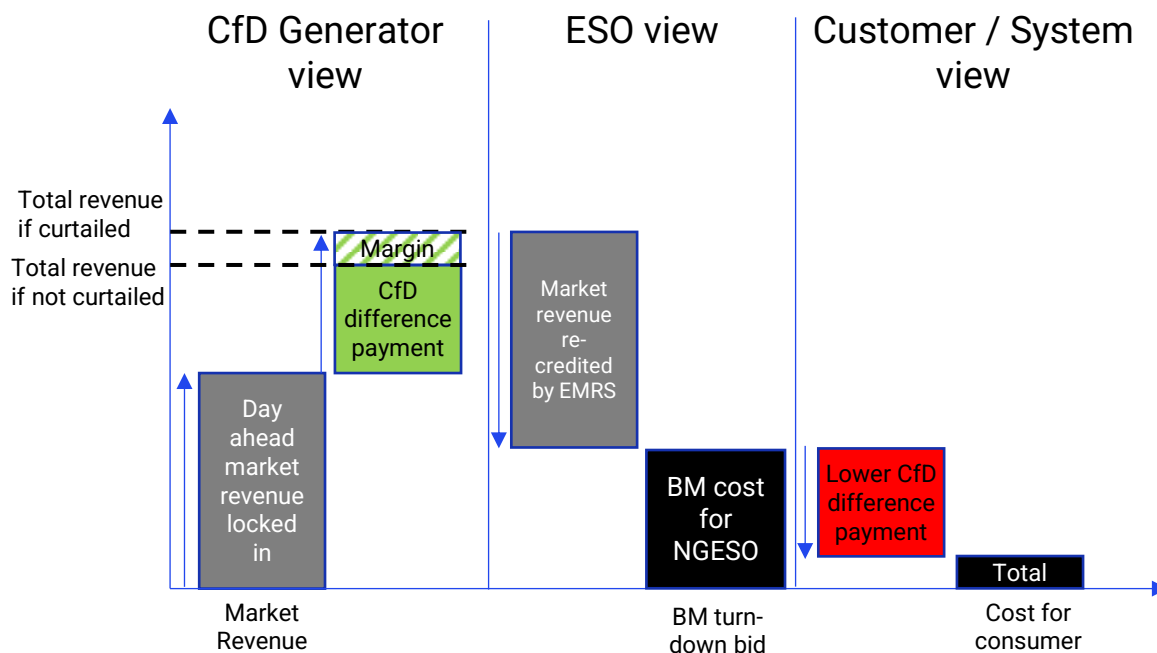 CfD Generator
view
ESO view
Customer / System
view
Total revenue
if curtailed
Total revenue
if not curtailed
Margin
CfD
difference
payment
Day
ahead
market
revenue
locked
in
Market
Revenue
Market
revenue
re-
credited
by EMRS
BM cost
for
NGESO
BM turn-
down bid
Lower CfD
difference
payment
Total
Cost for
consumer